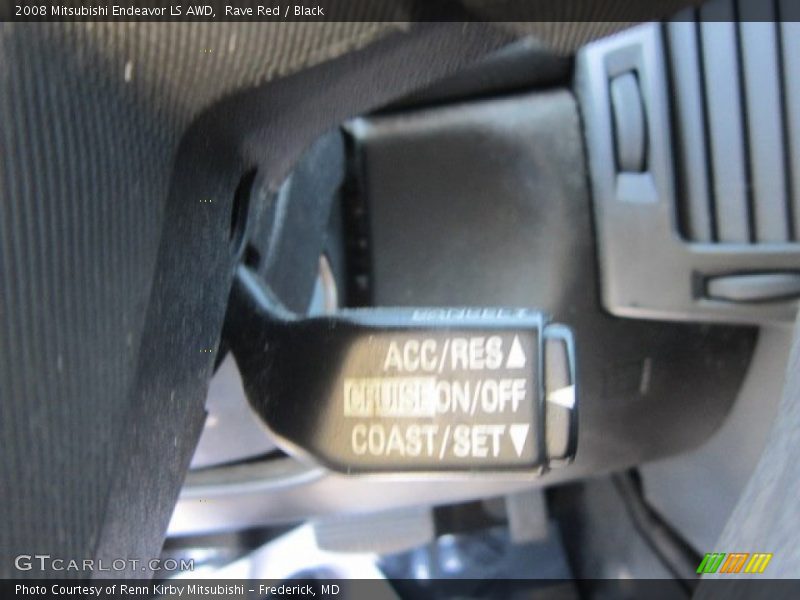 2008 Mitsubishi Endeavor LS AWD,  Rave Red / Black
CANCEL
ACC/RES▲
CRUISE ON/OFF
COAST/SET▼
GTCARLOT.COM
Photo Courtesy of Renn Kirby Mitsubishi - Frederick, MD